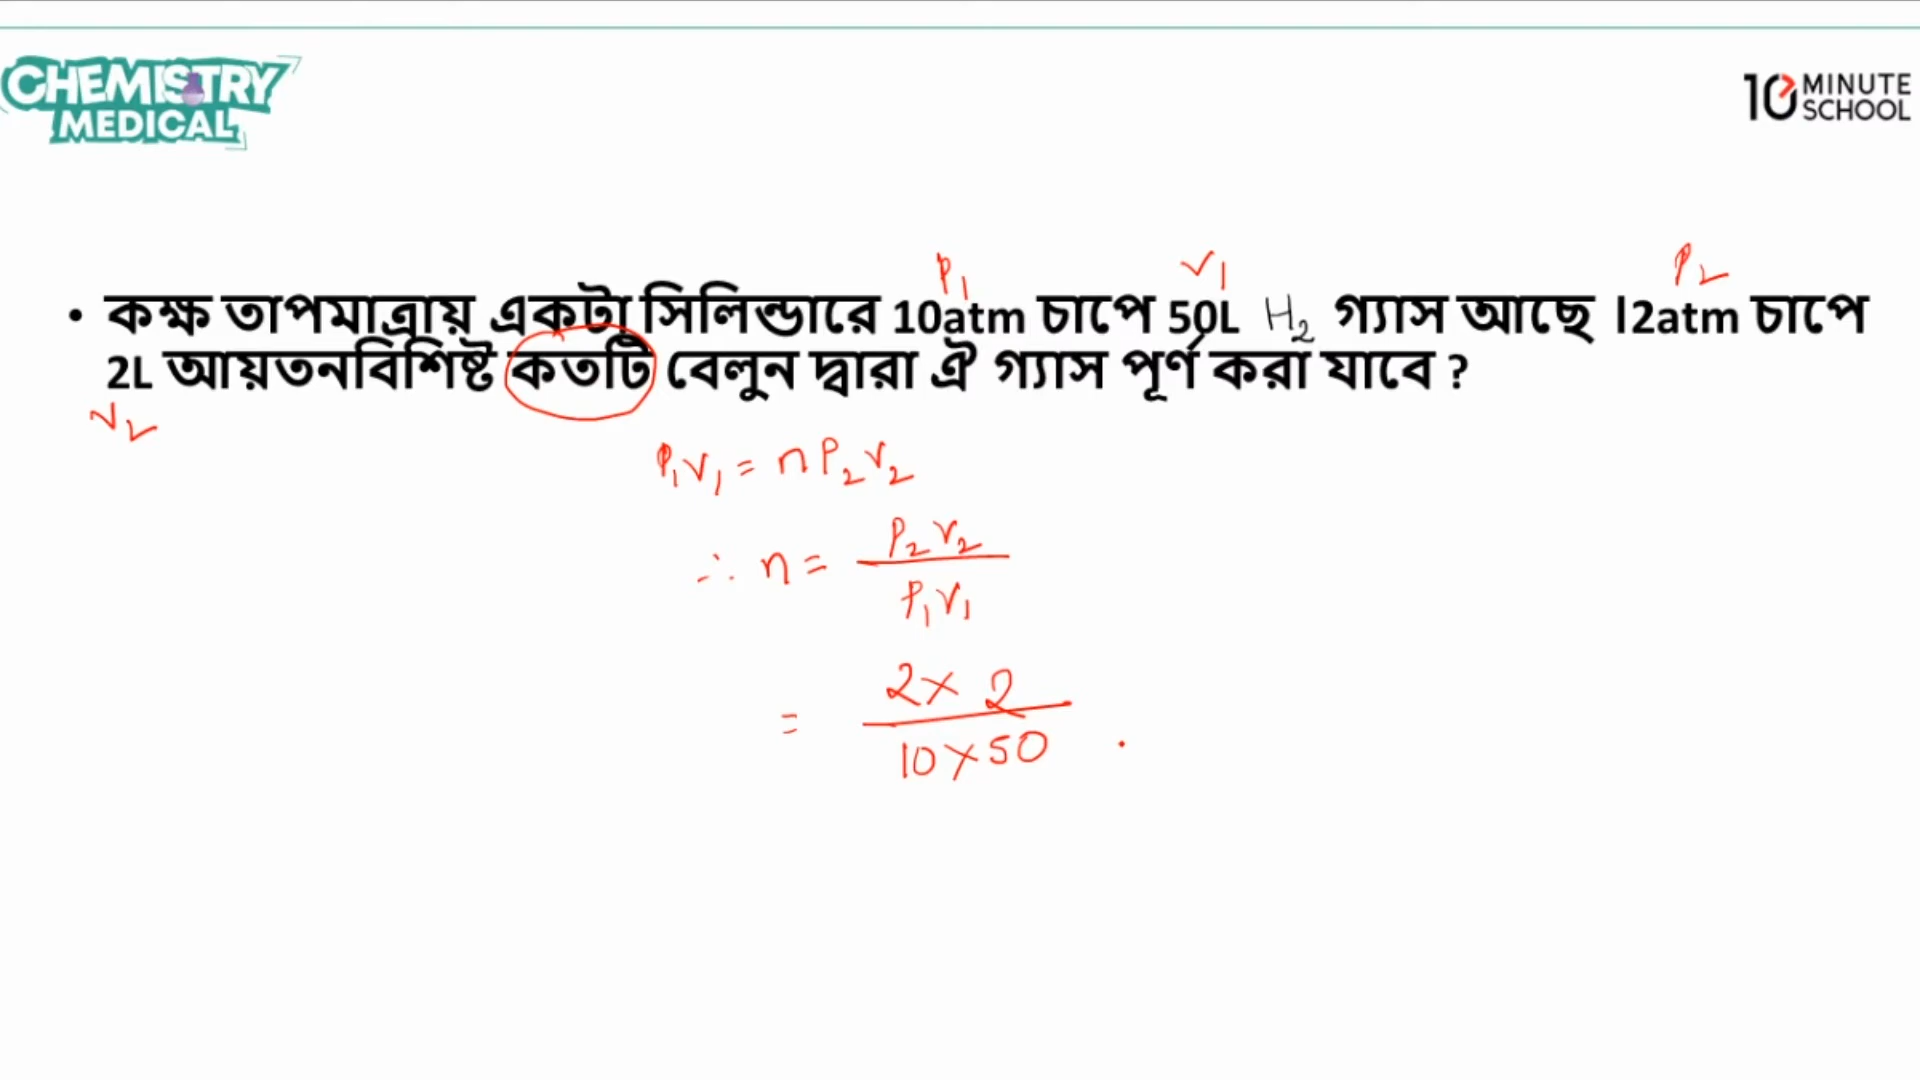 CHEMISTRY
MEDICAL
10 MINUTE
SCHOOL
P₁ V₁ P₂
• কক্ষ তাপমাত্রায় একটা সিলিন্ডারে 10atm চাপে 50L H₂ গ্যাস আছে ।2atm চাপে
2L আয়তনবিশিষ্ট কতটি বেলুন দ্বারা ঐ গ্যাস পূর্ণ করা যাবে ?
V₂
P₁V₁ = nP₂V₂
∴ n = P₂V₂
P₁V₁
= 2 × 2
10 × 50